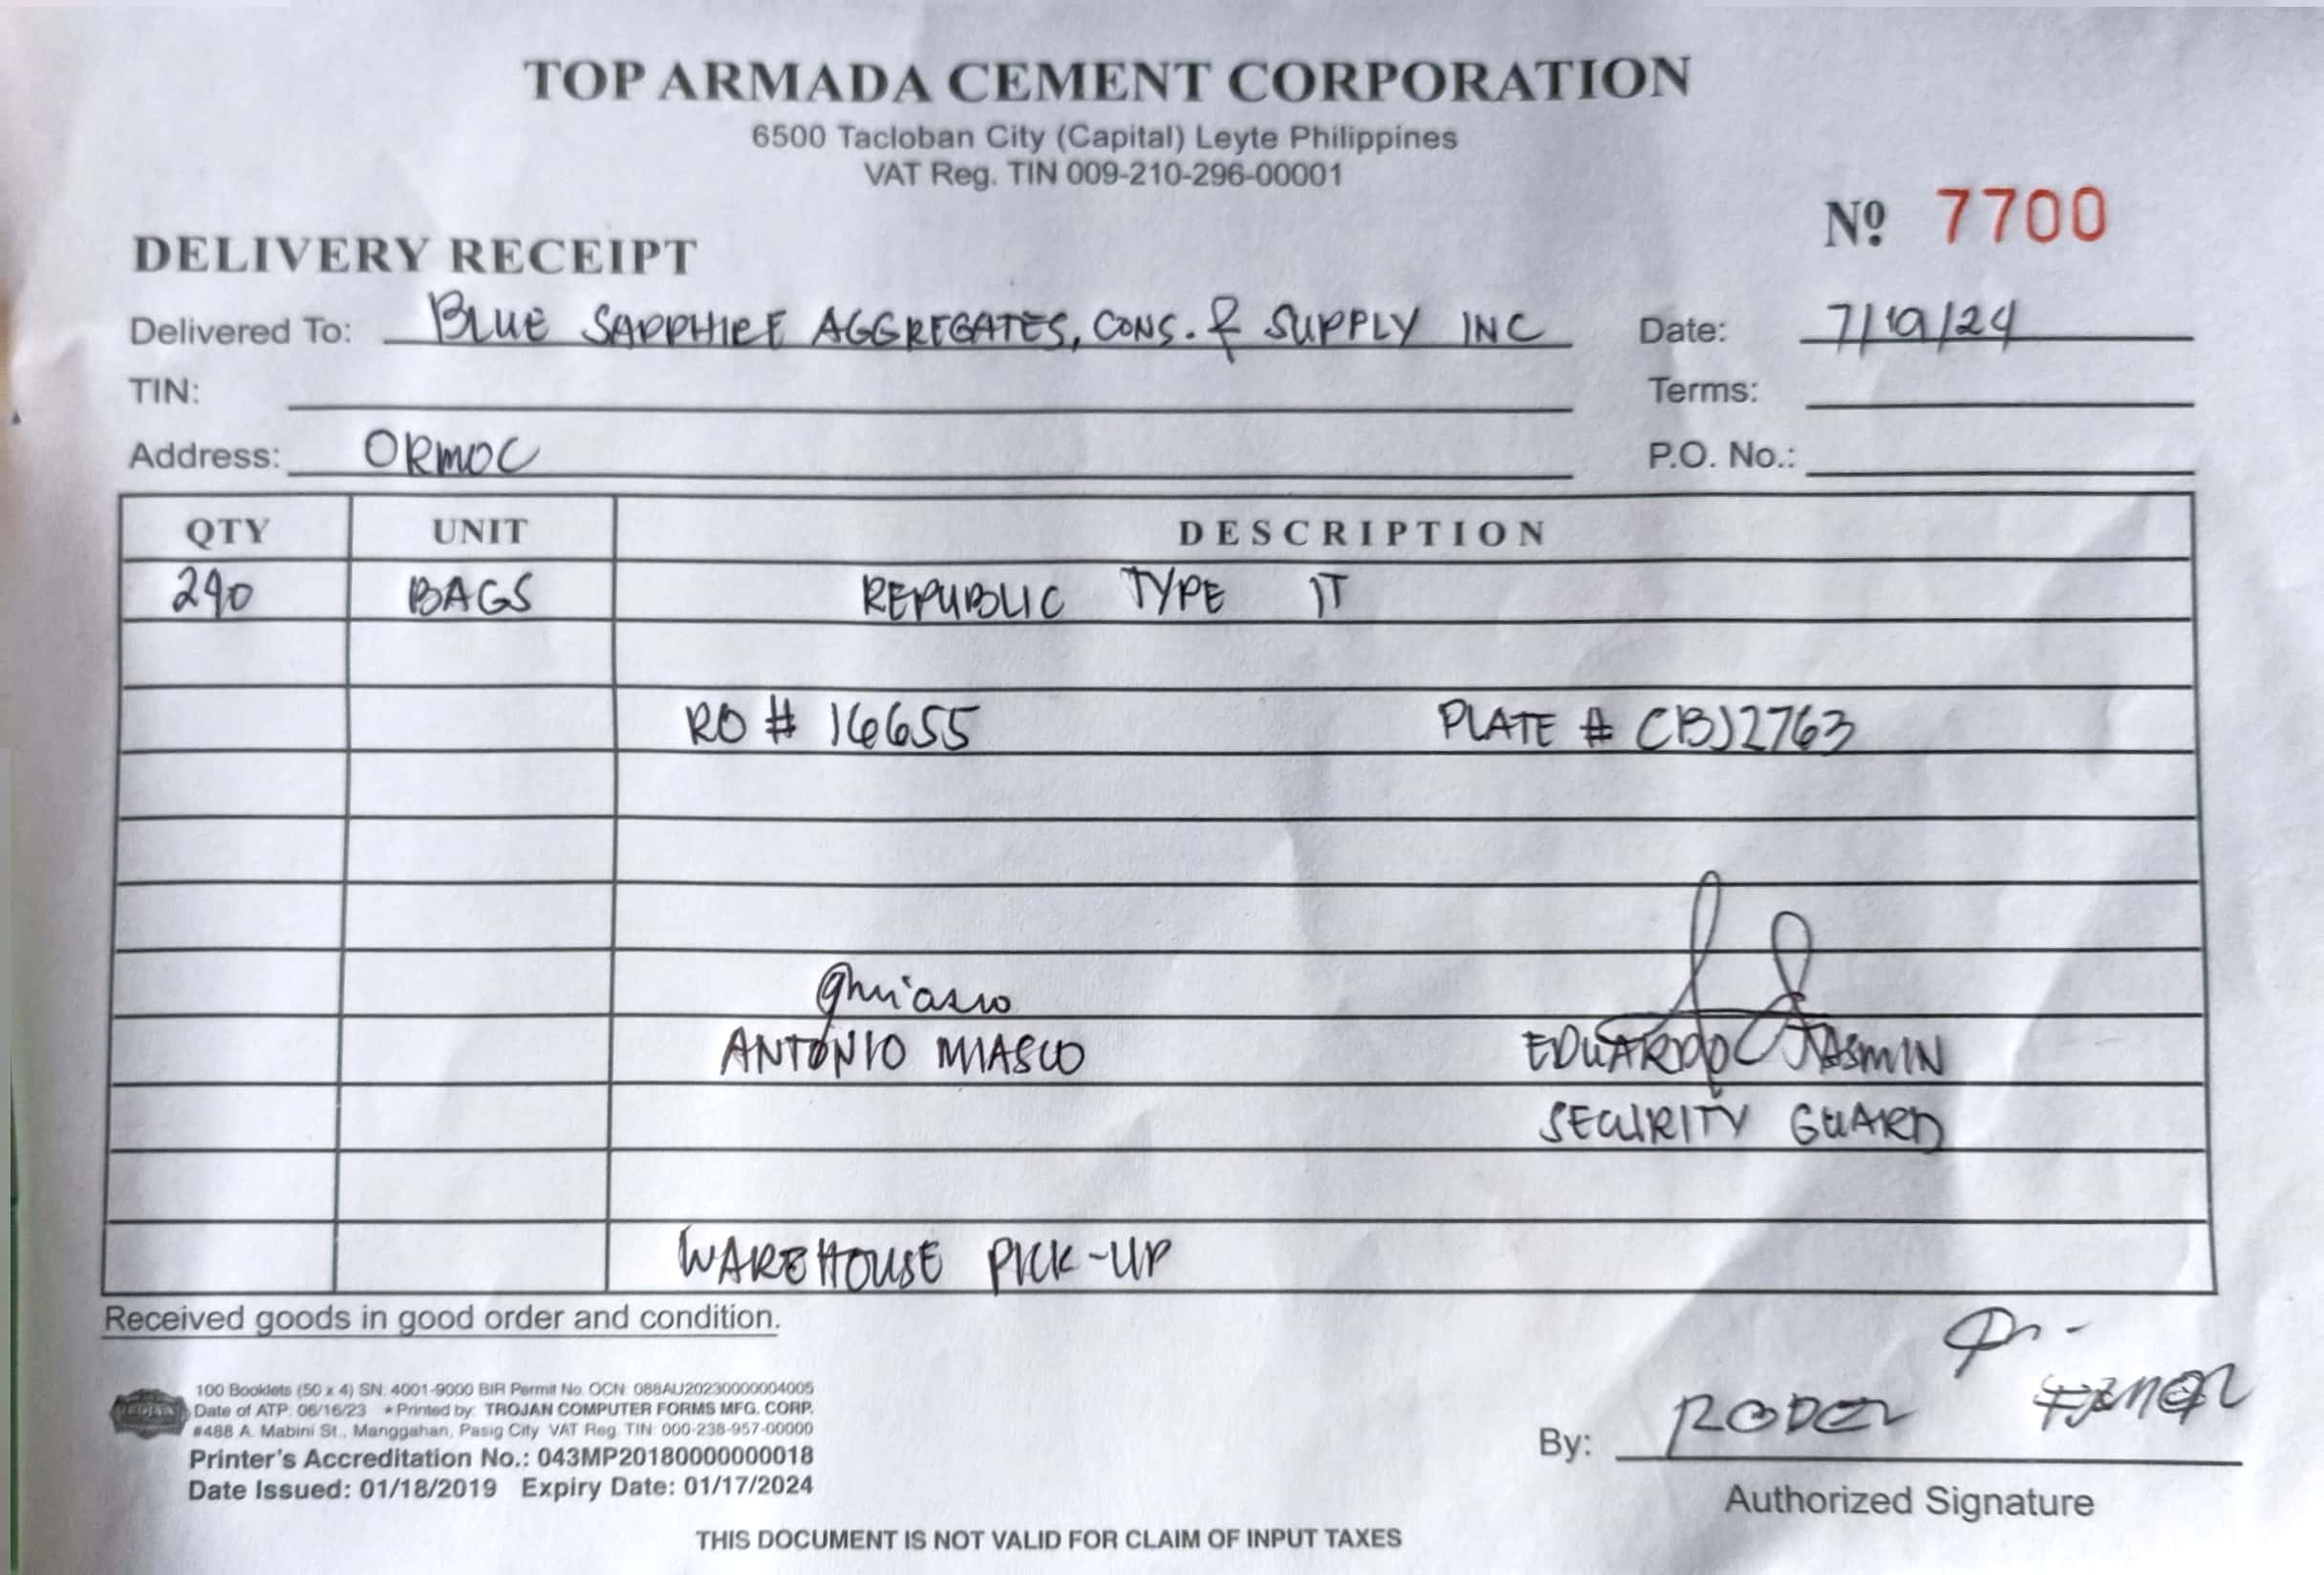 TOP ARMADA CEMENT CORPORATION
6500 Tacloban City (Capital) Leyte Philippines
VAT Reg. TIN 009-210-296-00001
Nº 7700
DELIVERY RECEIPT
Delivered To: BLUE SAPPHIRE AGGREGATES, CONS. & SUPPLY INC Date: 7/19/24
TIN: Terms:
Address: ORMOC P.O. No.:
QTY UNIT DESCRIPTION
290 BAGS REPUBLIC TYPE 1T
RO # 16655 PLATE # CBJ2763
ANTONIO MIASCO EDUARDO JASMIN
SECURITY GUARD
WAREHOUSE PICK-UP
Received goods in good order and condition.
100 Booklets (50 x 4) SN: 4001-9000 BIR Permit No. OCN: 088AU20230000004005
Date of ATP: 06/16/23 * Printed by: TROJAN COMPUTER FORMS MFG. CORP.
#488 A. Mabini St., Manggahan, Pasig City VAT Reg. TIN: 000-238-957-00000
Printer's Accreditation No.: 043MP20180000000018
Date Issued: 01/18/2019 Expiry Date: 01/17/2024
By: RODEL
Authorized Signature
THIS DOCUMENT IS NOT VALID FOR CLAIM OF INPUT TAXES